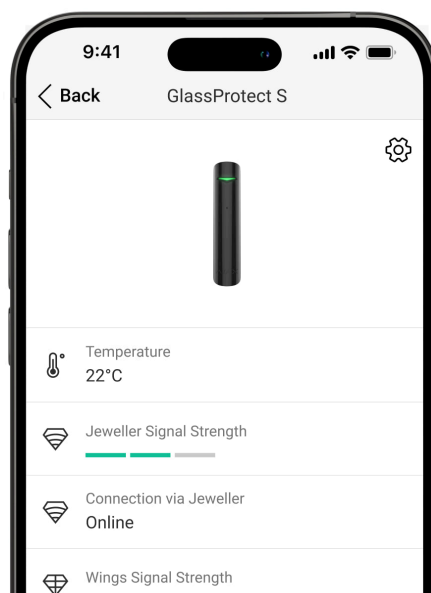 9:41
Back
GlassProtect S
Temperature
22°C
Jeweller Signal Strength
Connection via Jeweller
Online
Wings Signal Strength